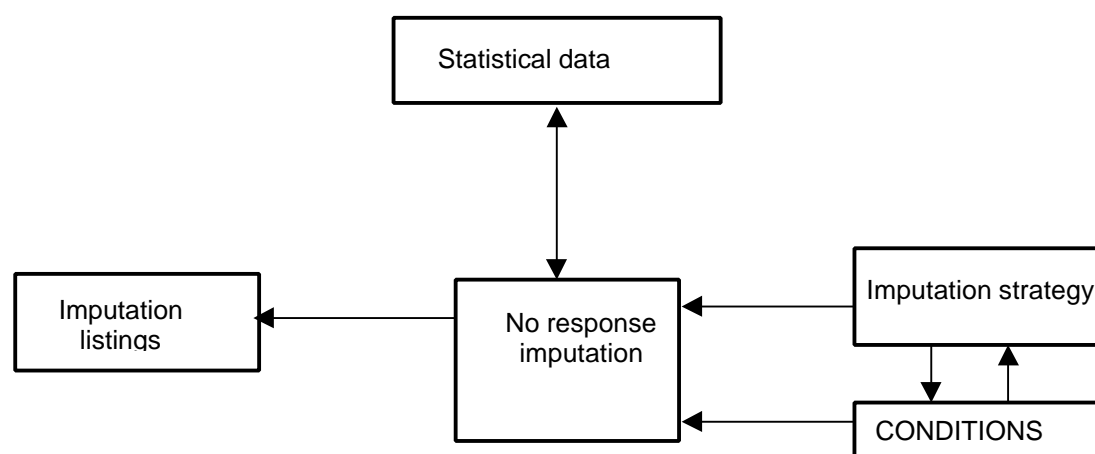 Statistical data
Imputation strategy
Imputation
listings
No response
imputation
CONDITIONS